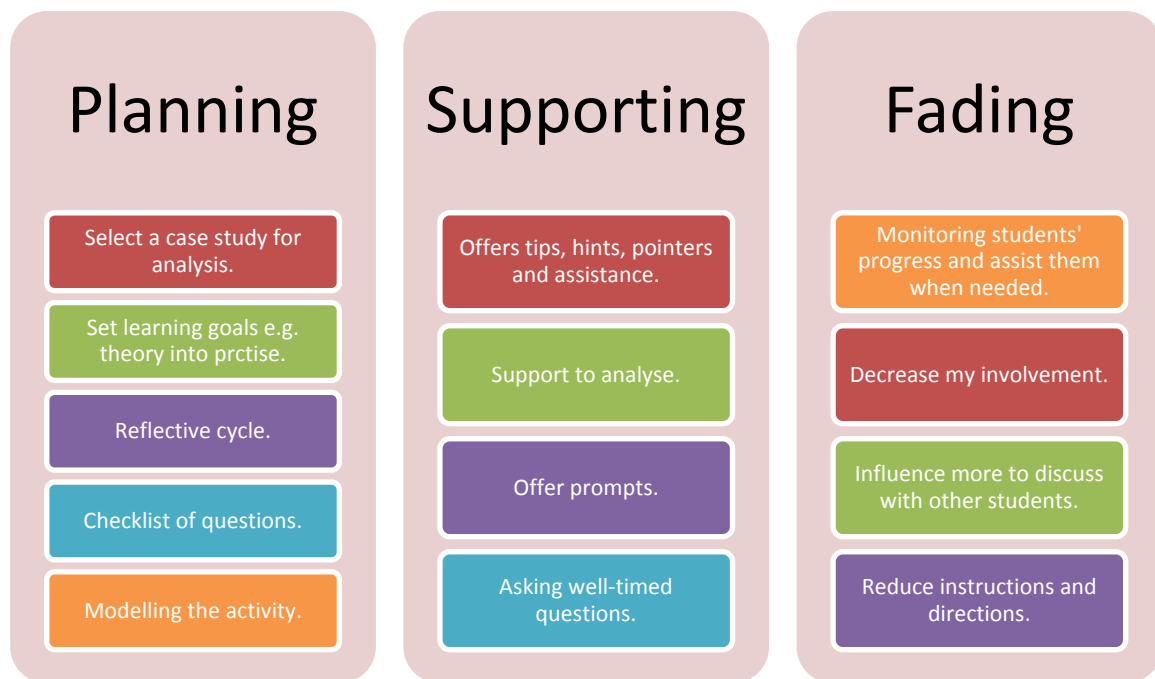 Planning
Select a case study for
analysis.
Set learning goals e.g.
theory into prctise.
Reflective cycle.
Checklist of questions.
Modelling the activity.
Supporting
Offers tips, hints, pointers
and assistance.
Support to analyse.
Offer prompts.
Asking well-timed
questions.
Fading
Monitoring students'
progress and assist them
when needed.
Decrease my involvement.
Influence more to discuss
with other students.
Reduce instructions and
directions.